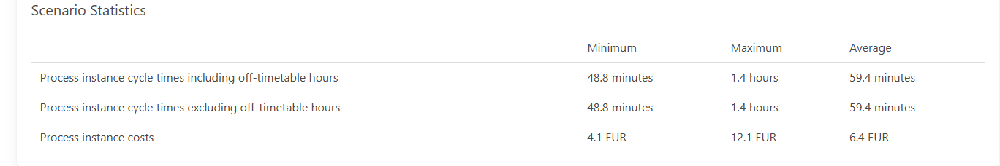 Scenario Statistics
Minimum Maximum Average
Process instance cycle times including off-timetable hours 48.8 minutes 1.4 hours 59.4 minutes
Process instance cycle times excluding off-timetable hours 48.8 minutes 1.4 hours 59.4 minutes
Process instance costs 4.1 EUR 12.1 EUR 6.4 EUR